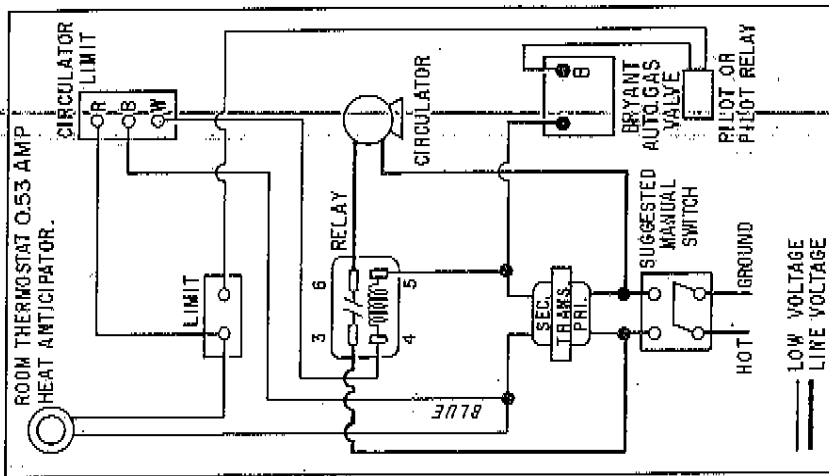 ROOM THERMOSTAT 0.53 AMP
HEAT ANTICIPATOR.
CIRCULATOR
LIMIT
R
B
W
LIMIT
RELAY
3
6
4
5
CIRCULATOR
BLUE
SEC.
TRANS.
PRI.
B
BRYANT
AUTO.GAS
VALVE
PILOT OR
PILOT RELAY
SUGGESTED
MANUAL
SWITCH
HOT
GROUND
LOW VOLTAGE
LINE VOLTAGE